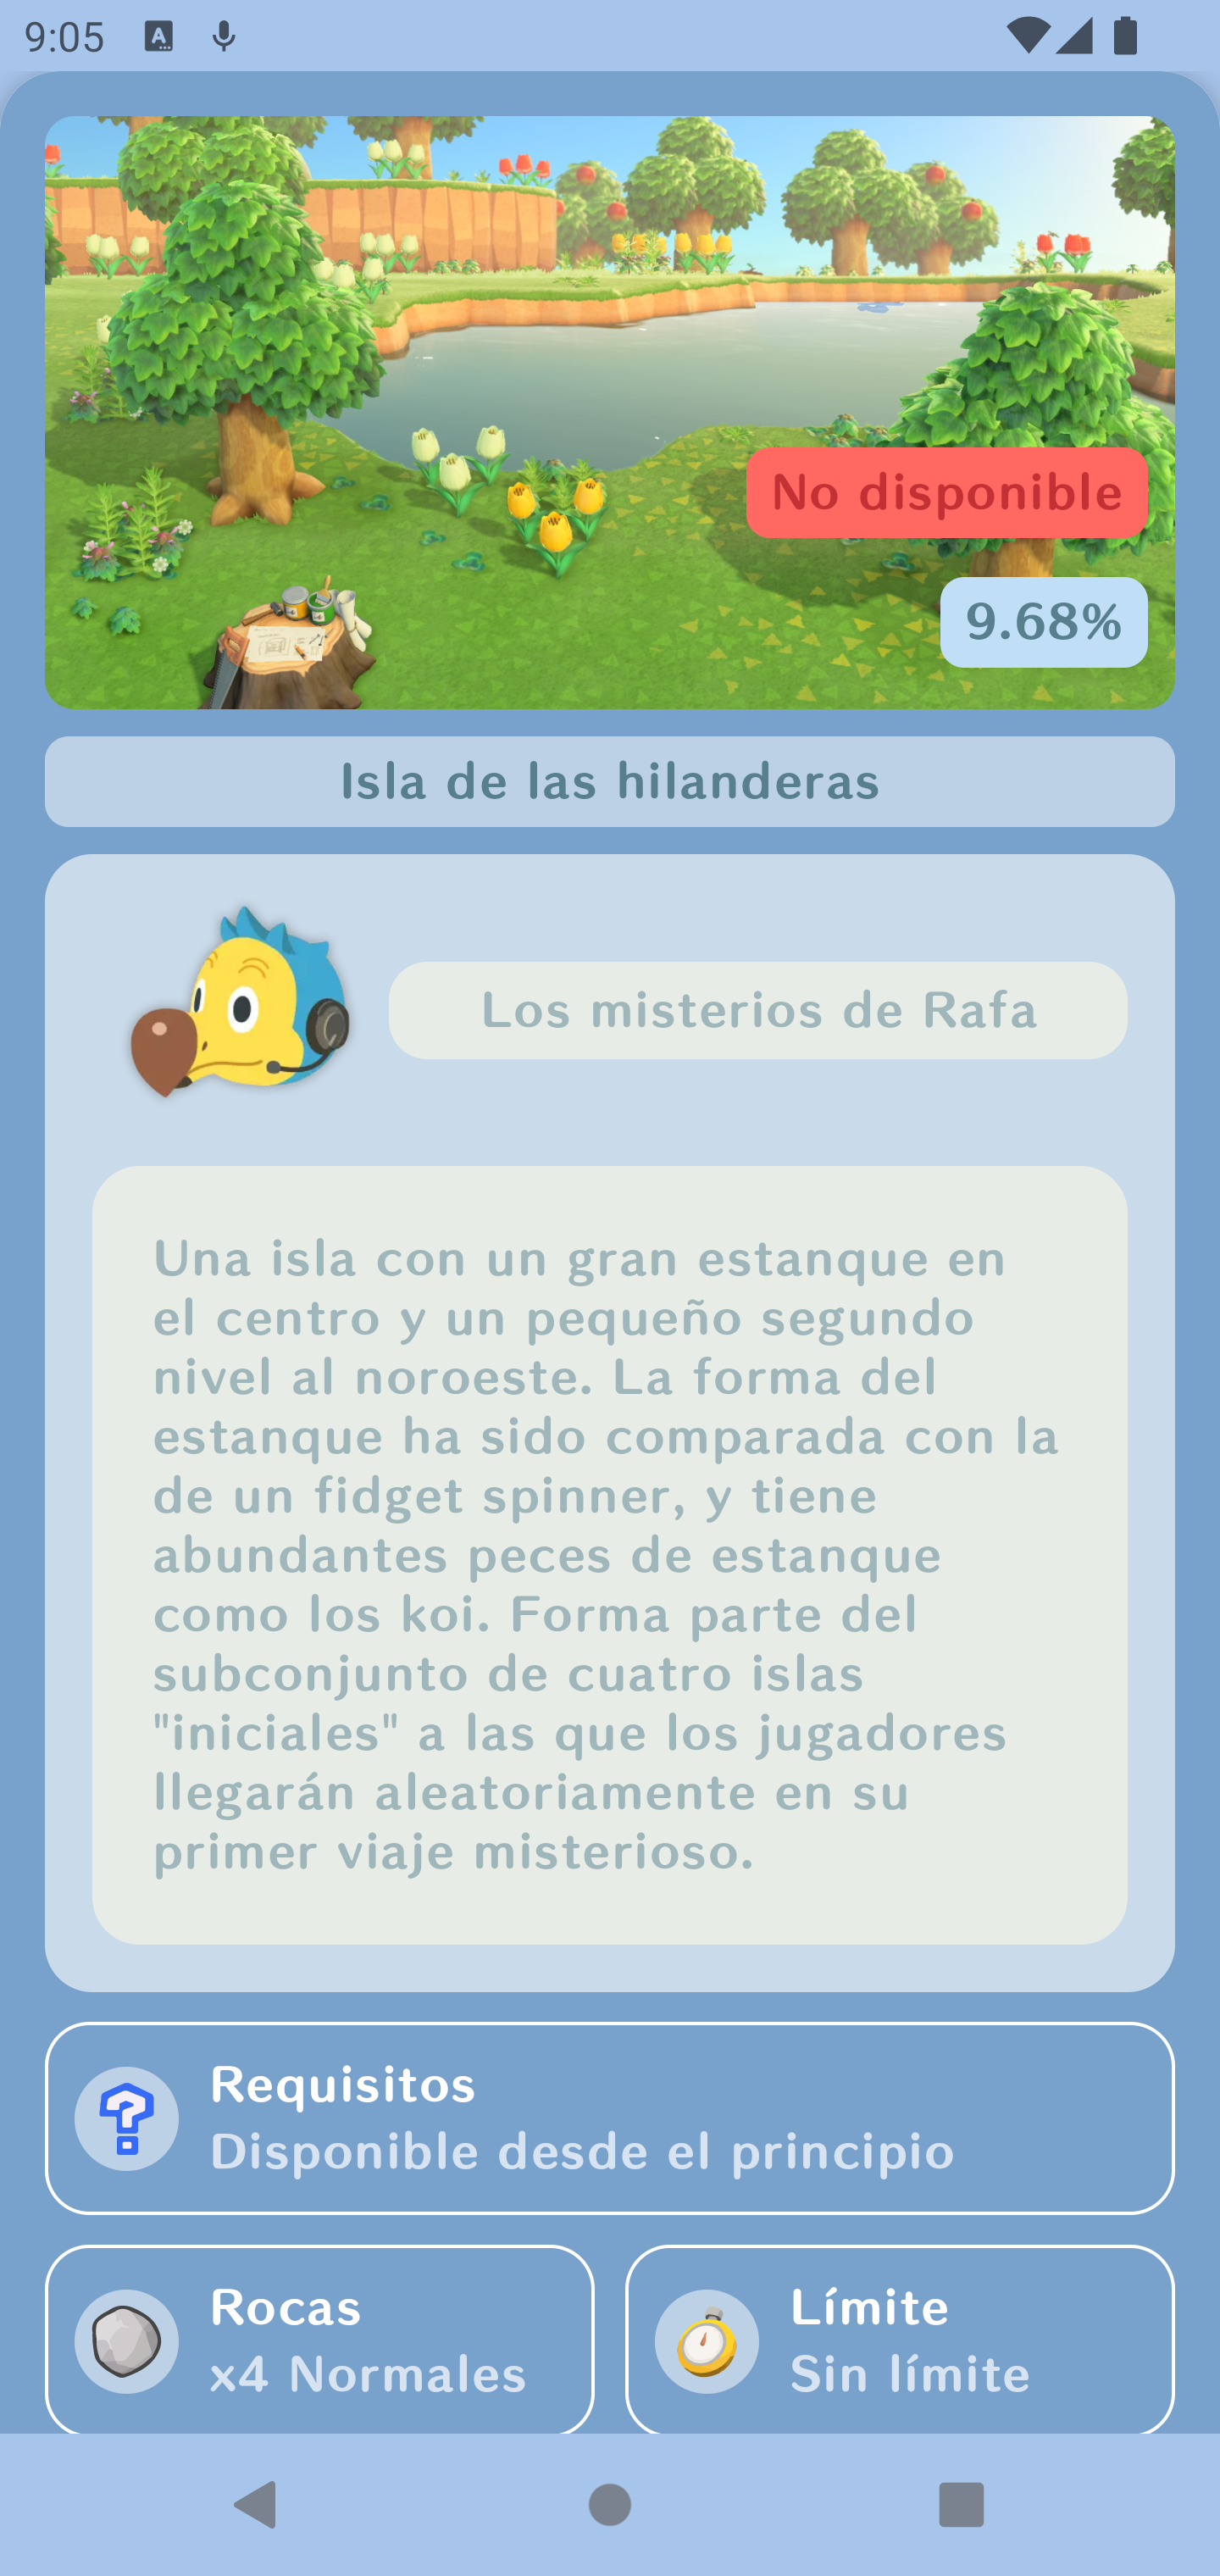 9:05
No disponible
9.68%
Isla de las hilanderas
Los misterios de Rafa
Una isla con un gran estanque en
el centro y un pequeño segundo
nivel al noroeste. La forma del
estanque ha sido comparada con la
de un fidget spinner, y tiene
abundantes peces de estanque
como los koi. Forma parte del
subconjunto de cuatro islas
"iniciales" a las que los jugadores
llegarán aleatoriamente en su
primer viaje misterioso.
Requisitos
Disponible desde el principio
Rocas
x4 Normales
Límite
Sin límite